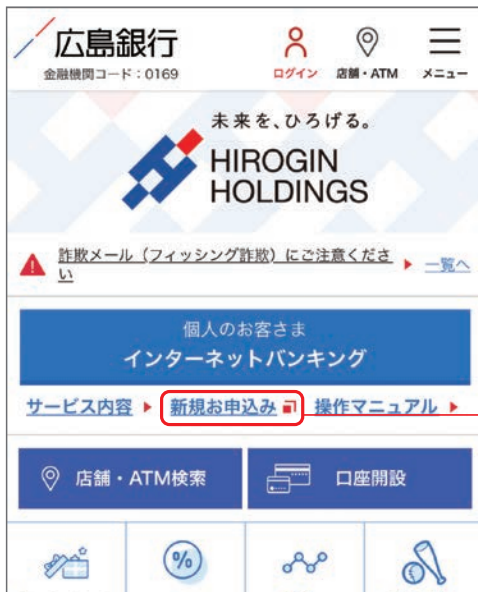 広島銀行
金融機関コード:0169
ログイン
店舗・ATM
メニュー
未来を、ひろげる。
HIROGIN
HOLDINGS
詐欺メール（フィッシング詐欺）にご注意くださ
い
一覧へ
個人のお客さま
インターネットバンキング
サービス内容
新規お申込み
操作マニュアル
店舗・ATM検索
口座開設
%